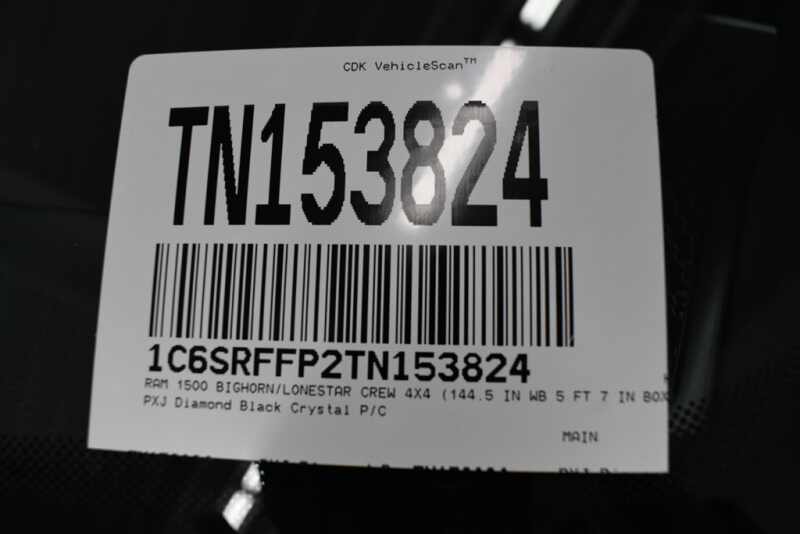 CDK VehicleScan™
TN153824
1C6SRFFP2TN153824
RAM 1500 BIGHORN/LONESTAR CREW 4X4 (144.5 IN WB 5 FT 7 IN BOX
PXJ Diamond Black Crystal P/C
MAIN